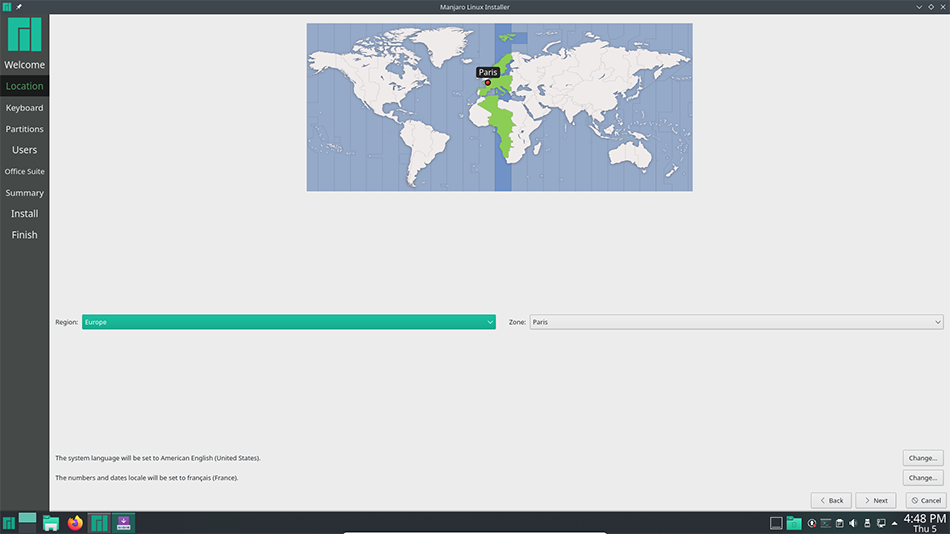 Manjaro Linux Installer
Welcome
Location
Keyboard
Partitions
Users
Office Suite
Summary
Install
Finish
Paris
Region: Europe
Zone: Paris
The system language will be set to American English (United States).
Change...
The numbers and dates locale will be set to français (France).
Change...
Back
Next
Cancel
4:48 PM
Thu 5